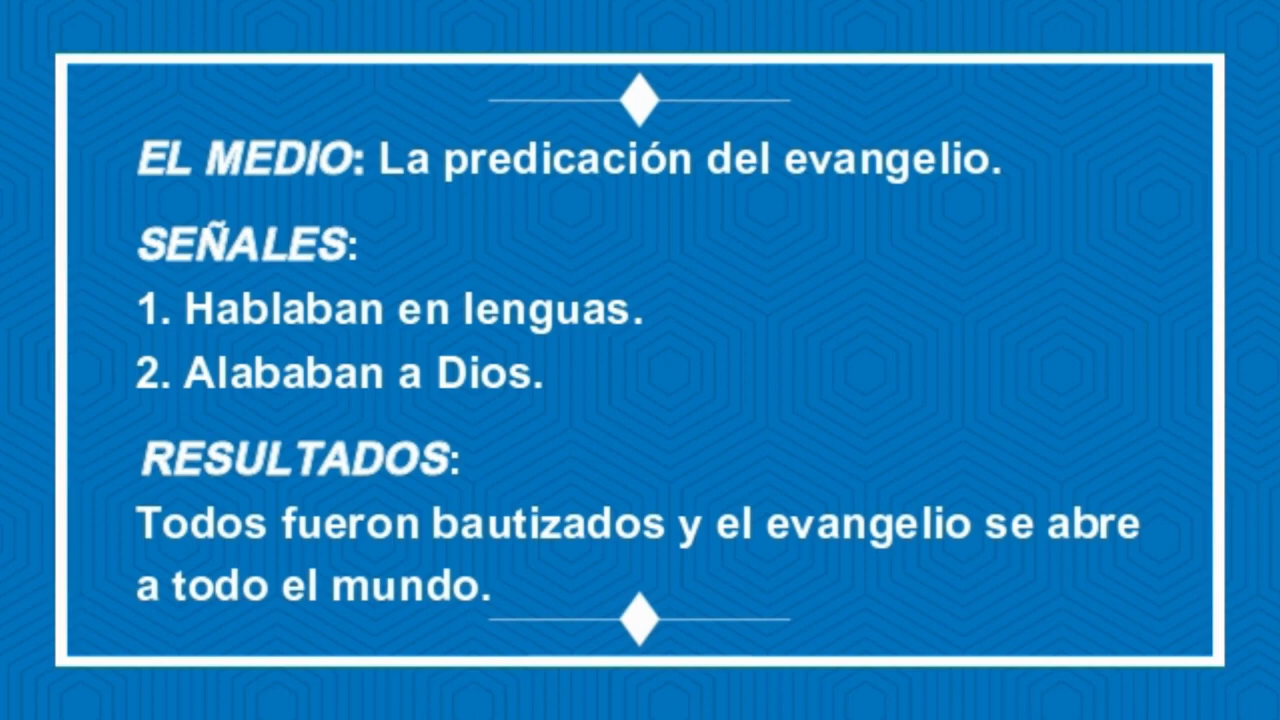 EL MEDIO: La predicación del evangelio.
SEÑALES:
1. Hablaban en lenguas.
2. Alababan a Dios.
RESULTADOS:
Todos fueron bautizados y el evangelio se abre
a todo el mundo.